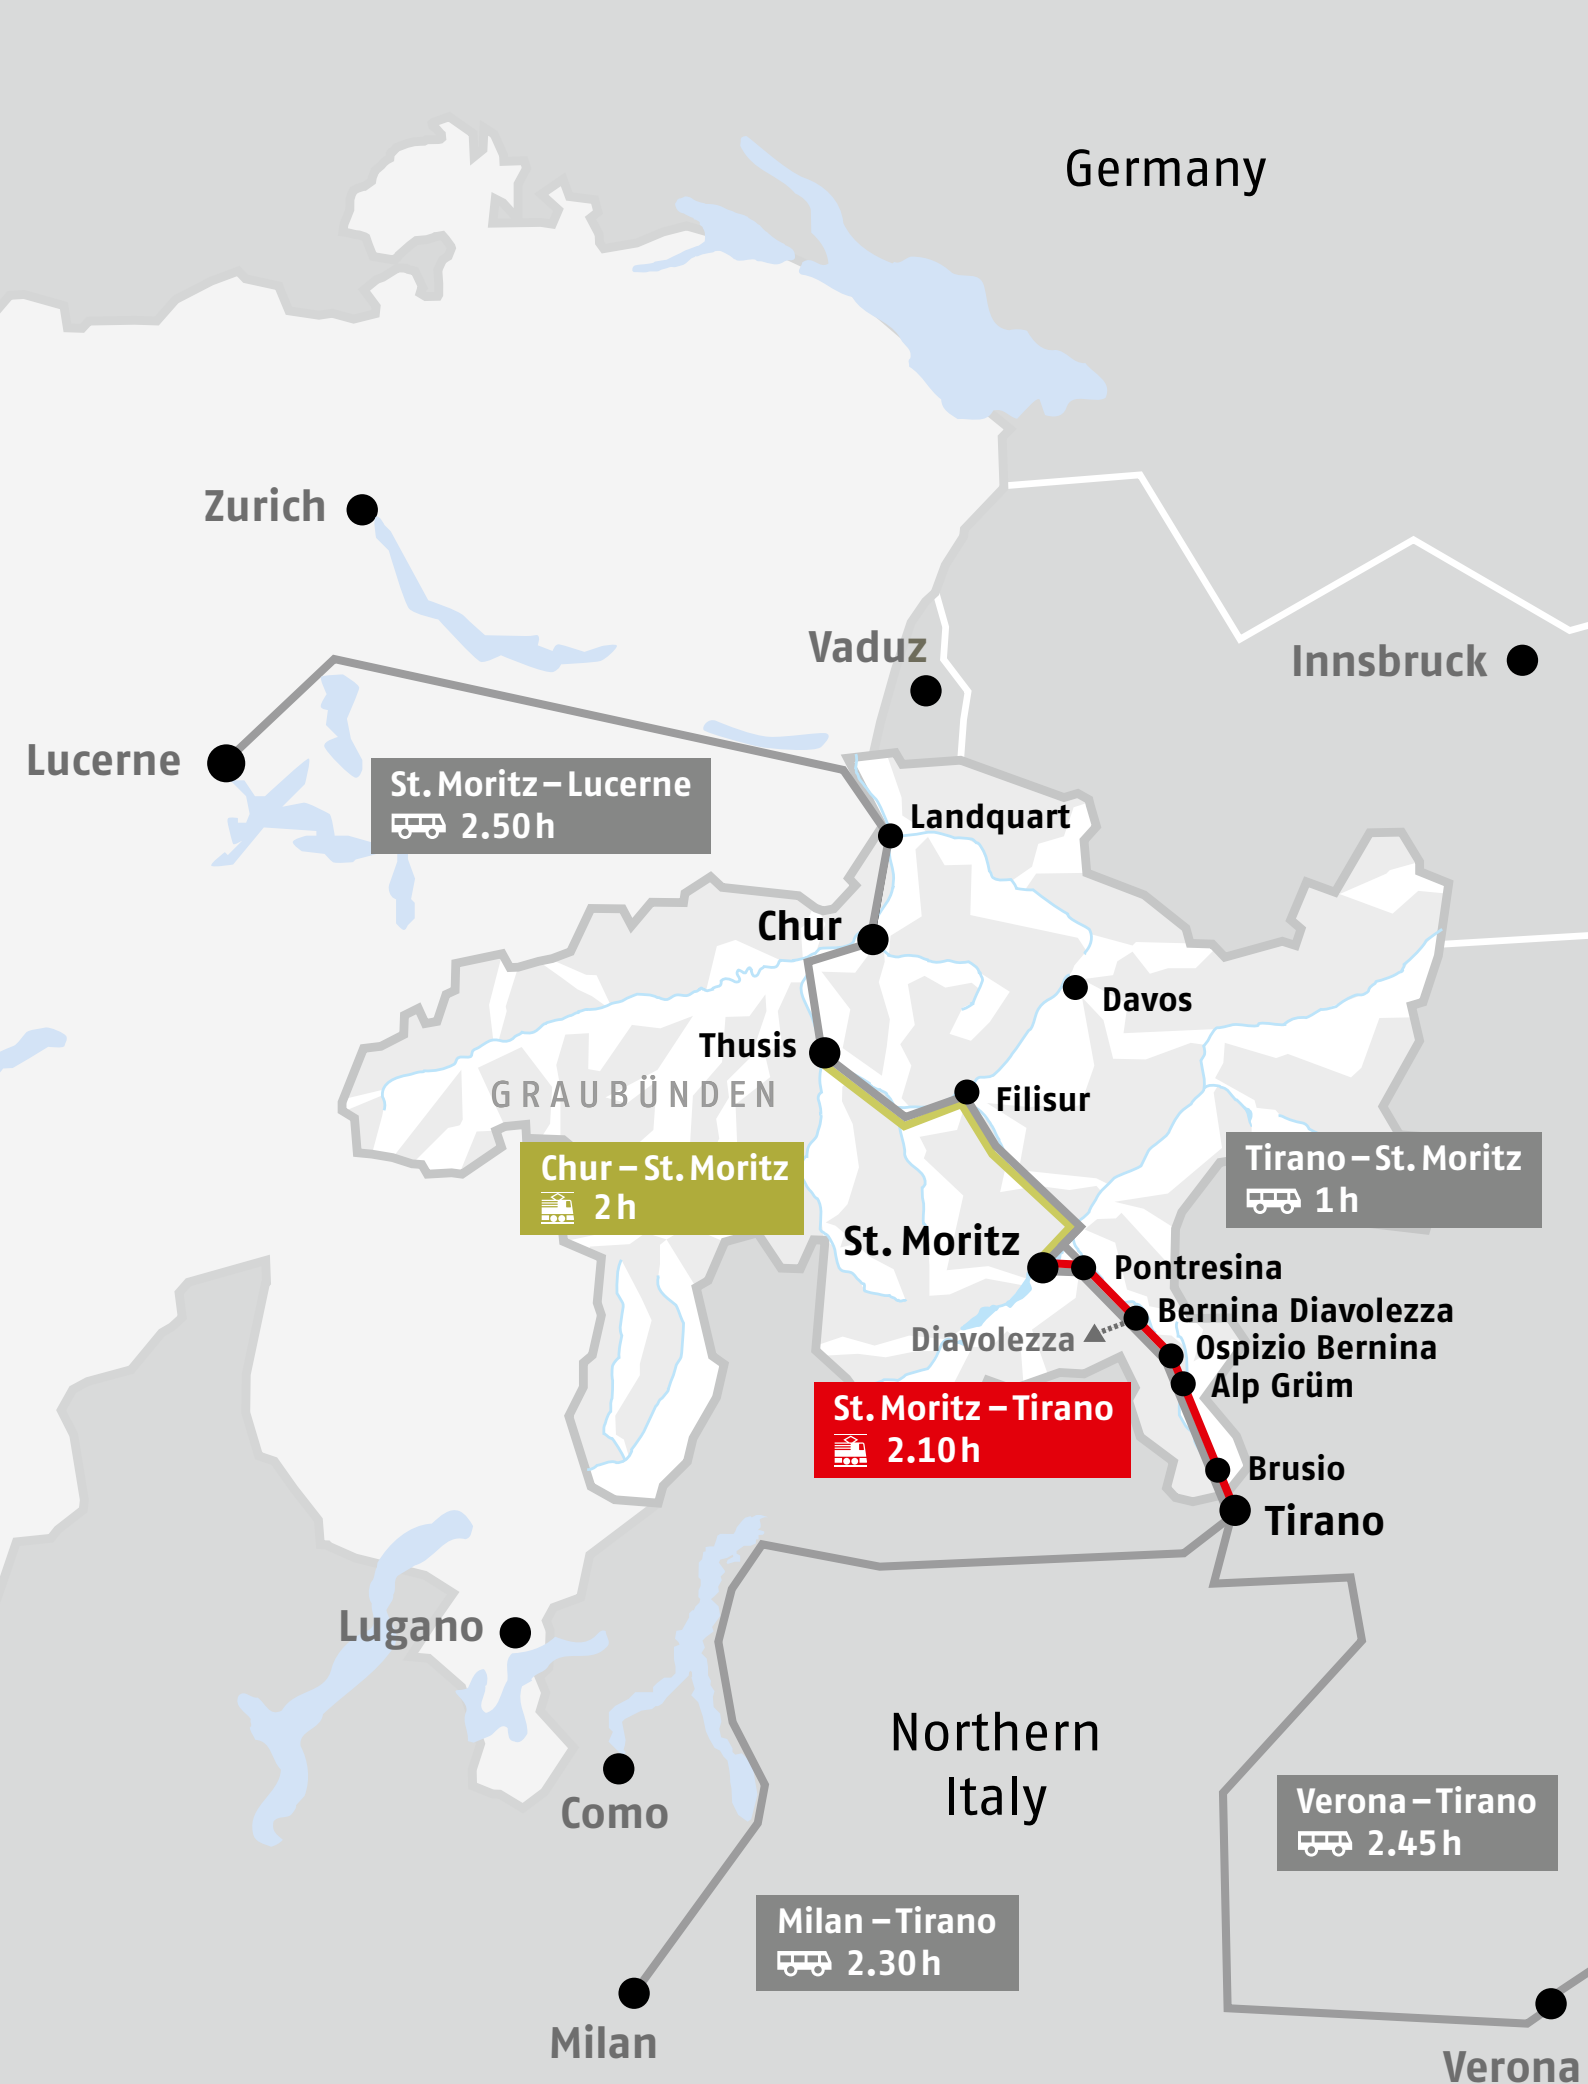 Germany
Zurich
Vaduz
Innsbruck
Lucerne
St. Moritz – Lucerne
2.50 h
Landquart
Chur
Davos
Thusis
GRAUBÜNDEN
Filisur
Chur – St. Moritz
2 h
Tirano – St. Moritz
1 h
St. Moritz
Pontresina
Bernina Diavolezza
Diavolezza
Ospizio Bernina
Alp Grüm
St. Moritz – Tirano
2.10 h
Brusio
Tirano
Lugano
Northern
Italy
Como
Verona – Tirano
2.45 h
Milan – Tirano
2.30 h
Milan
Verona